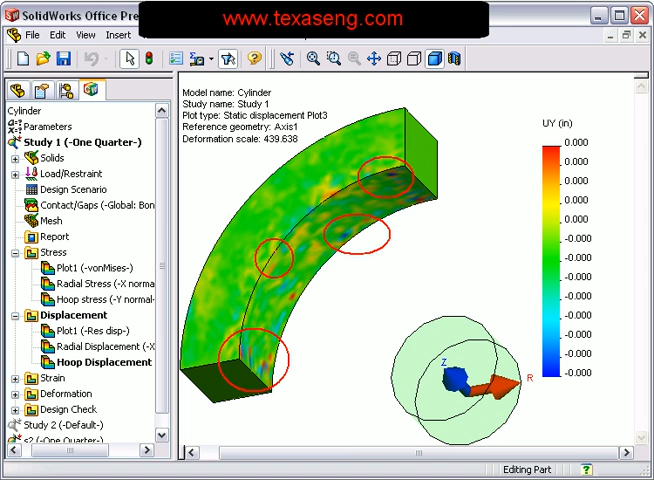 SolidWorks Office Pre
www.texaseng.com
File Edit View Insert
Model name: Cylinder
Study name: Study 1
Plot type: Static displacement Plot3
Reference geometry: Axis1
Deformation scale: 439.638
Cylinder
Parameters
Study 1 (-One Quarter-)
Solids
Load/Restraint
Design Scenario
Contact/Gaps (-Global: Bon
Mesh
Report
Stress
Plot1 (-vonMises-)
Radial Stress (-X norma
Hoop stress (-Y normal-
Displacement
Plot1 (-Res disp-)
Radial Displacement (-X
Hoop Displacement
Strain
Deformation
Design Check
Study 2 (-Default-)
s2 (-One Quarter-)
UY (in)
0.000
0.000
0.000
0.000
0.000
0.000
-0.000
-0.000
-0.000
-0.000
-0.000
-0.000
-0.000
Z
R
Editing Part